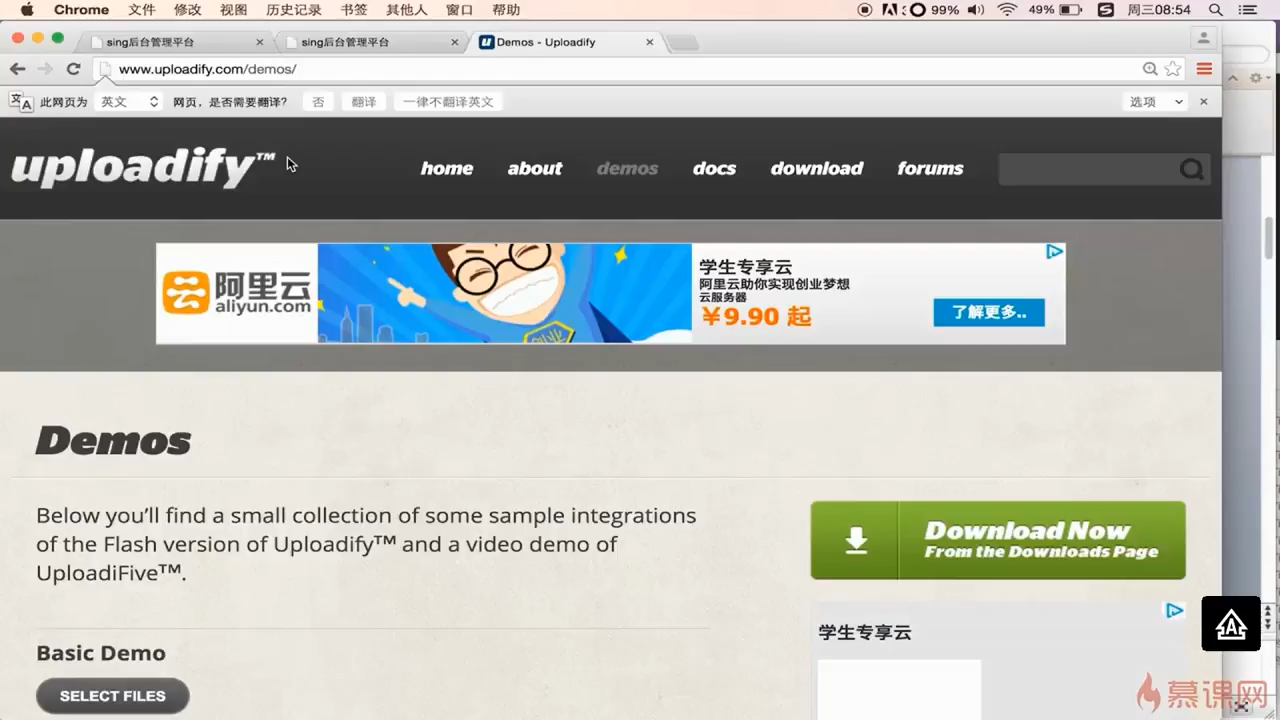 Chrome 文件 修改 视图 历史记录 书签 其他人 窗口 帮助 99% 49% 周三08:54
sing后台管理平台 sing后台管理平台 Demos - Uploadify
www.uploadify.com/demos/
此网页为 英文 网页，是否需要翻译? 否 翻译 一律不翻译英文 选项
uploadify™ home about demos docs download forums
阿里云
aliyun.com
创业
学生专享云
阿里云助你实现创业梦想
云服务器
¥9.90 起
了解更多..
Demos
Below you’ll find a small collection of some sample integrations
of the Flash version of Uploadify™ and a video demo of
UploadiFive™.
Download Now
From the Downloads Page
学生专享云
Basic Demo
SELECT FILES
A
慕课网